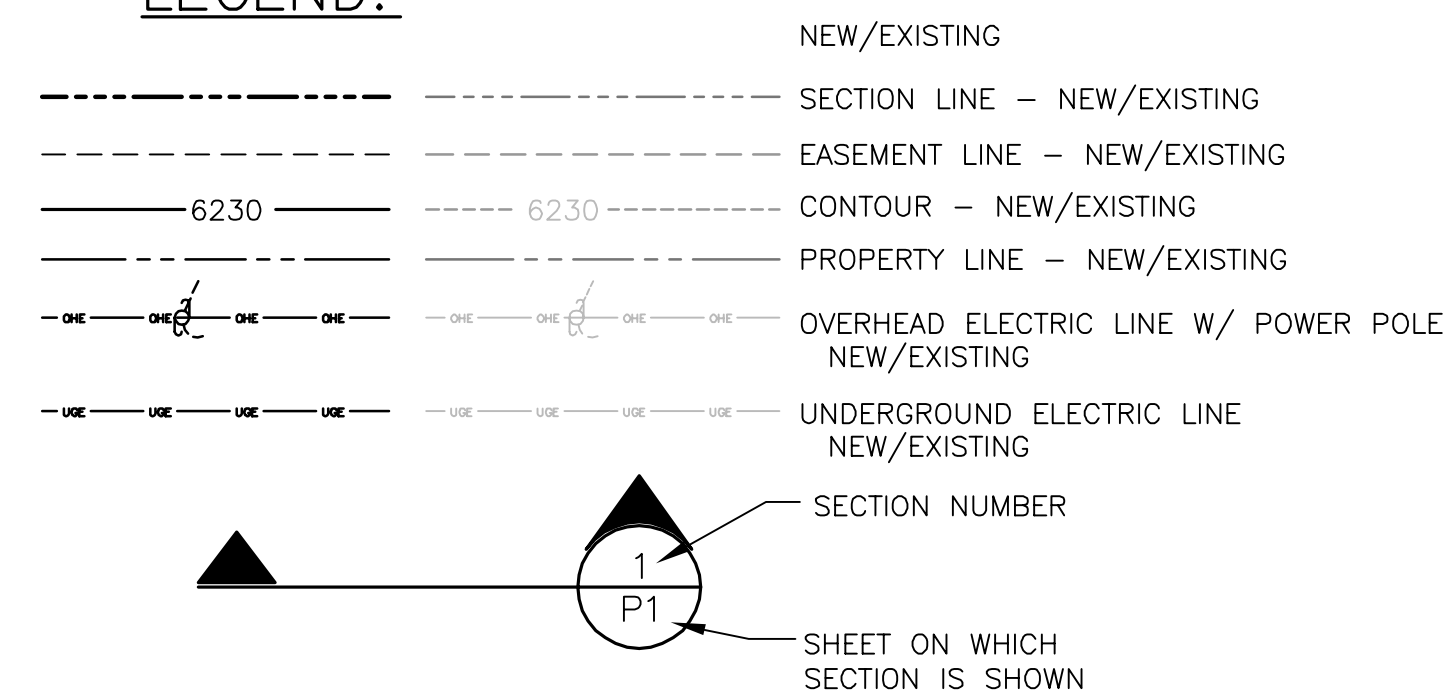 LEGEND:
NEW/EXISTING
SECTION LINE – NEW/EXISTING
EASEMENT LINE – NEW/EXISTING
6230 6230 CONTOUR – NEW/EXISTING
PROPERTY LINE – NEW/EXISTING
OHE OHE OHE OHE OHE OHE OHE OHE OVERHEAD ELECTRIC LINE W/ POWER POLE
NEW/EXISTING
UGE UGE UGE UGE UGE UGE UGE UGE UNDERGROUND ELECTRIC LINE
NEW/EXISTING
SECTION NUMBER
1
P1
SHEET ON WHICH
SECTION IS SHOWN